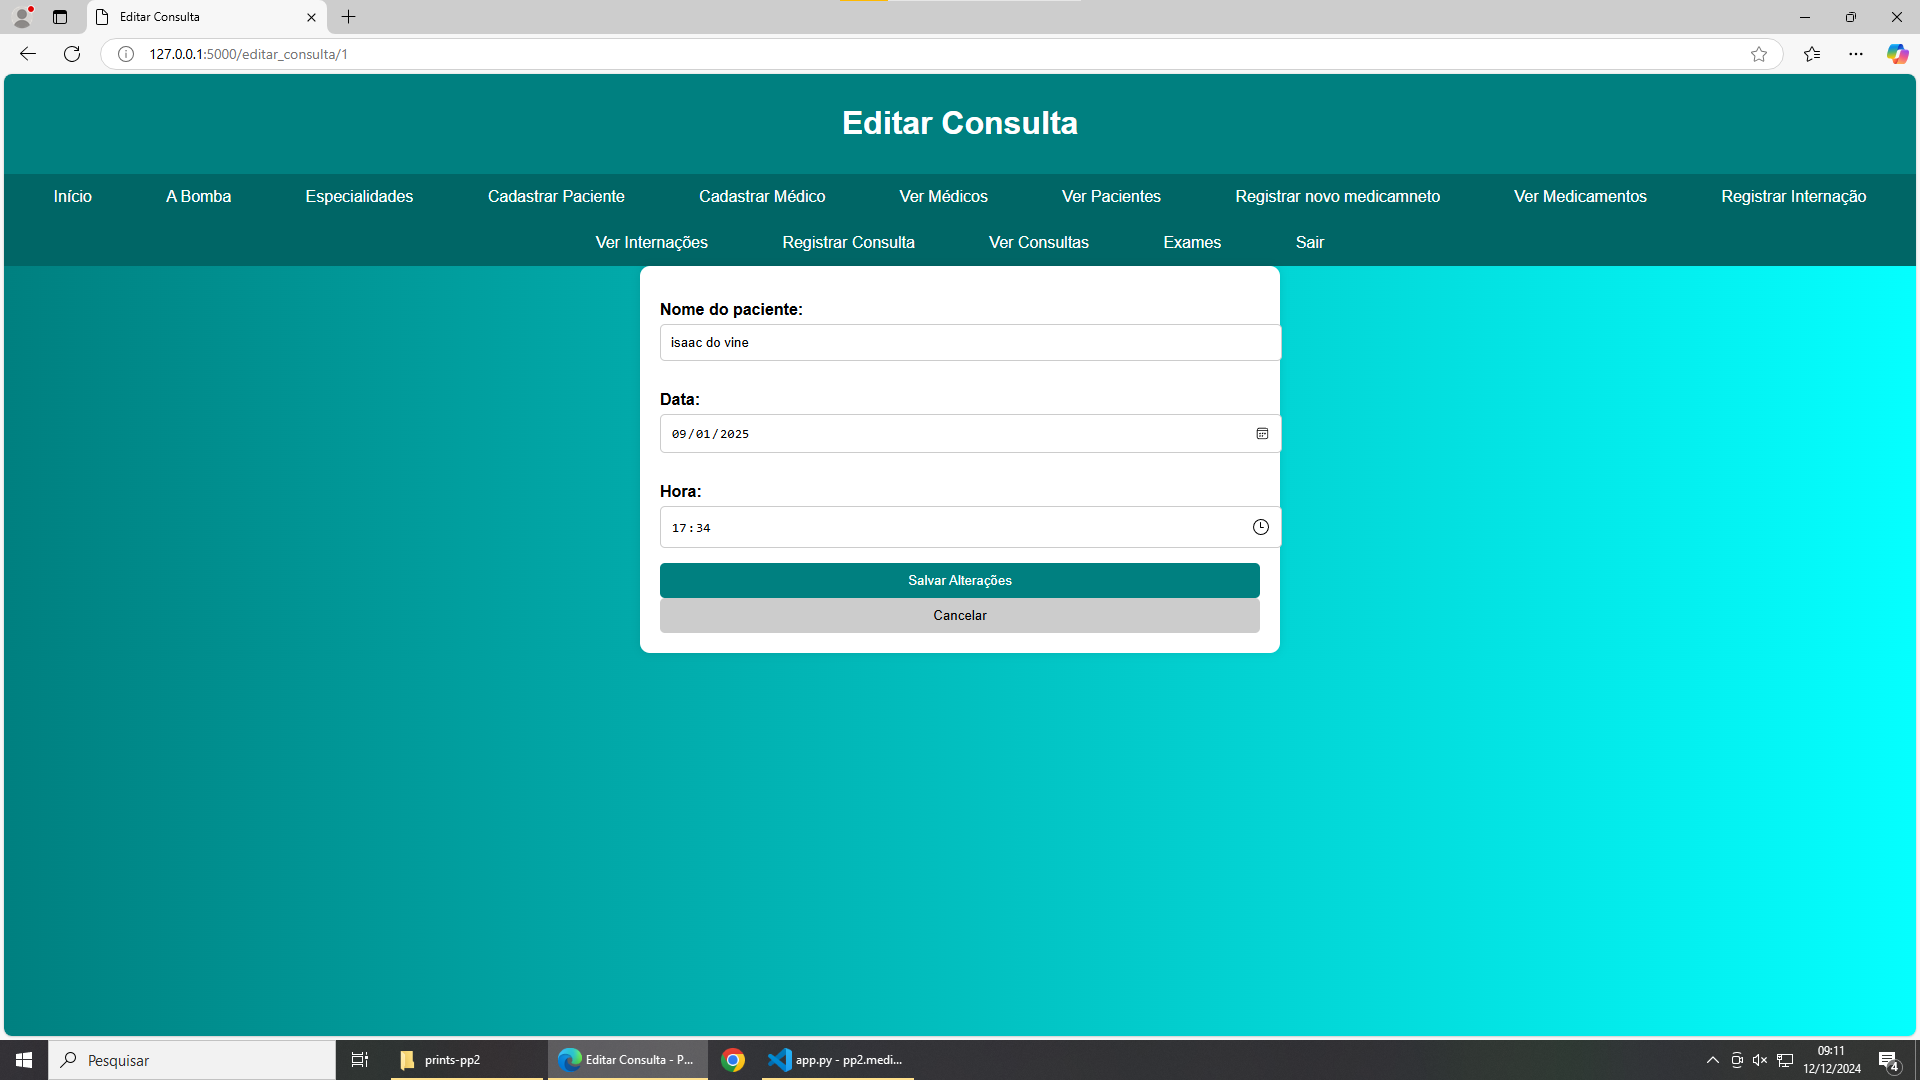 Editar Consulta
127.0.0.1:5000/editar_consulta/1
Editar Consulta
Início A Bomba Especialidades Cadastrar Paciente Cadastrar Médico Ver Médicos Ver Pacientes Registrar novo medicamneto Ver Medicamentos Registrar Internação
Ver Internações Registrar Consulta Ver Consultas Exames Sair
Nome do paciente:
isaac do vine
Data:
09/01/2025
Hora:
17:34
Salvar Alterações
Cancelar
Pesquisar prints-pp2 Editar Consulta - P... app.py - pp2.medi... 09:11
12/12/2024 4